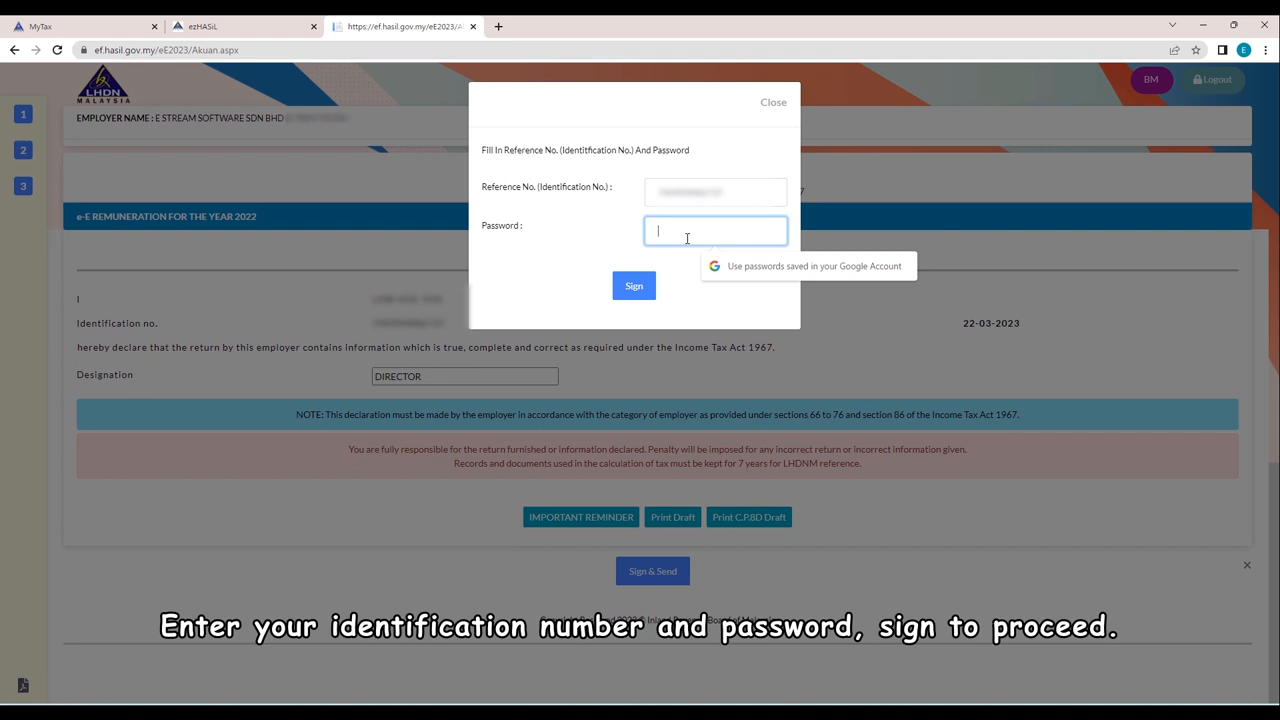 MyTax
ezHASiL
https://ef.hasil.gov.my/eE2023/A
ef.hasil.gov.my/eE2023/Akuan.aspx
E
LHDN
MALAYSIA
BM
Logout
Close
1
EMPLOYER NAME : E STREAM SOFTWARE SDN BHD
2
Fill In Reference No. (Identitfication No.) And Password
3
Reference No. (Identification No.) :
7
e-E REMUNERATION FOR THE YEAR 2022
Password :
Use passwords saved in your Google Account
Sign
I
Identification no.
22-03-2023
hereby declare that the return by this employer contains information which is true, complete and correct as required under the Income Tax Act 1967.
Designation
DIRECTOR
NOTE: This declaration must be made by the employer in accordance with the category of employer as provided under sections 66 to 76 and section 86 of the Income Tax Act 1967.
You are fully responsible for the return furnished or information declared. Penalty will be imposed for any incorrect return or incorrect information given.
Records and documents used in the calculation of tax must be kept for 7 years for LHDNM reference.
IMPORTANT REMINDER
Print Draft
Print C.P.8D Draft
Sign & Send
Enter your identification number and password, sign to proceed.